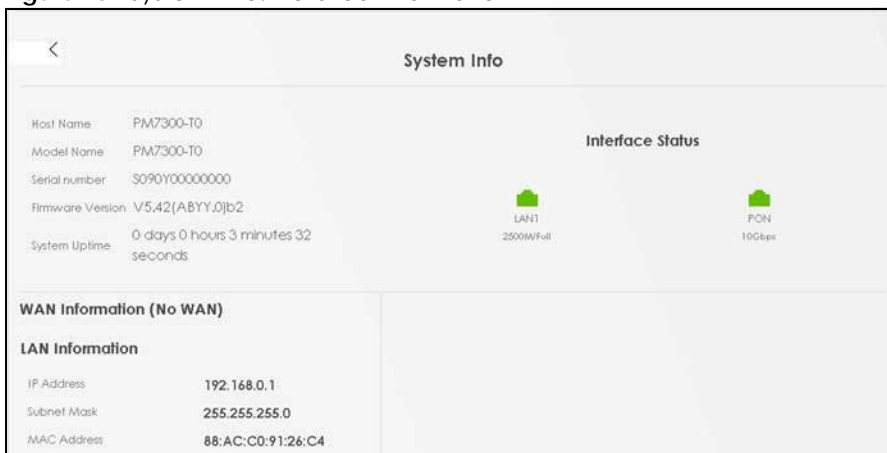 System Info
Host Name PM7300-T0
Model Name PM7300-T0
Serial number S090Y00000000
Firmware Version V5.42(ABYY.0)b2
System Uptime 0 days 0 hours 3 minutes 32 seconds
Interface Status
LAN1
2500M/Full
PON
10Gbps
WAN Information (No WAN)
LAN Information
IP Address 192.168.0.1
Subnet Mask 255.255.255.0
MAC Address 88:AC:C0:91:26:C4